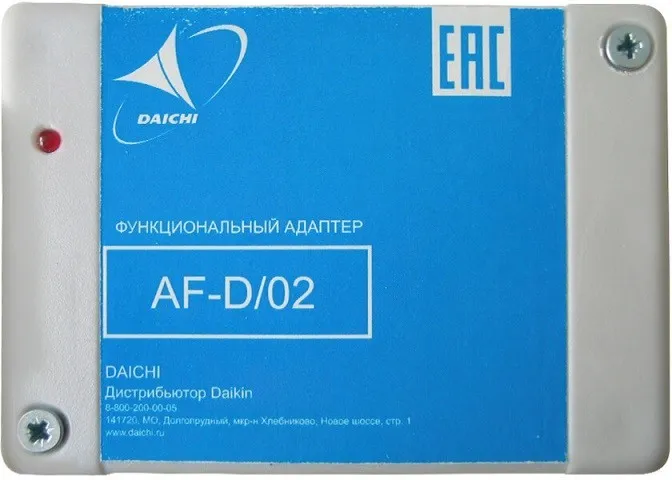 DAICHI
EAC
ФУНКЦИОНАЛЬНЫЙ АДАПТЕР
AF-D/02
DAICHI
Дистрибьютор Daikin
8-800-200-00-05
141720, МО, Долгопрудный, мкр-н Хлебниково, Новое шоссе, стр. 1
www.daichi.ru